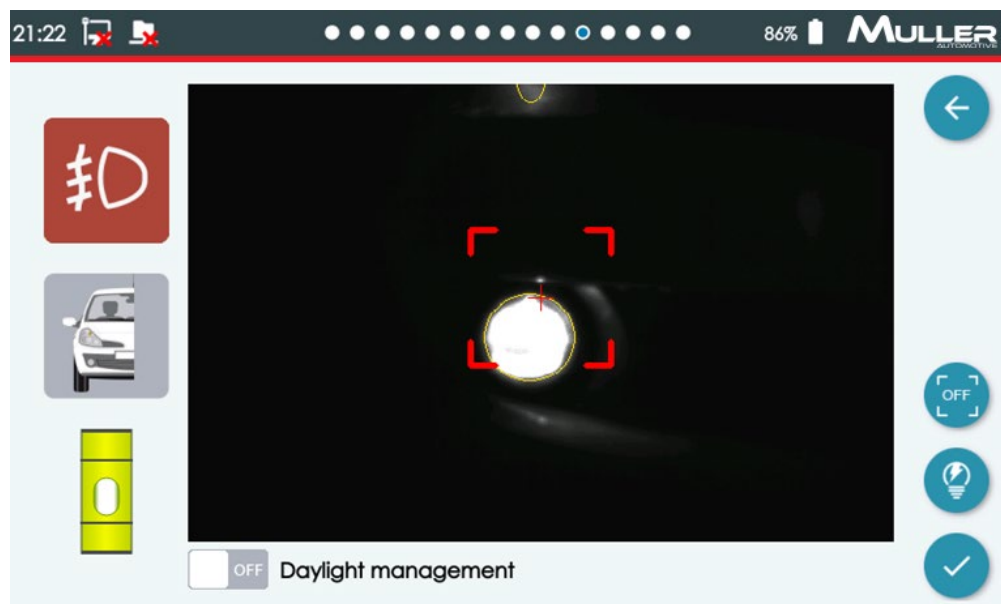 21:22
86%
MULLER
AUTOMOTIVE
OFF
OFF
Daylight management